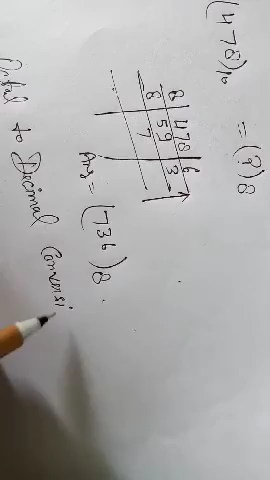 (478)10 = (?)8
8 478 6
8 59 3
7
Ans = (736)8.
Octal to Decimal Conversi